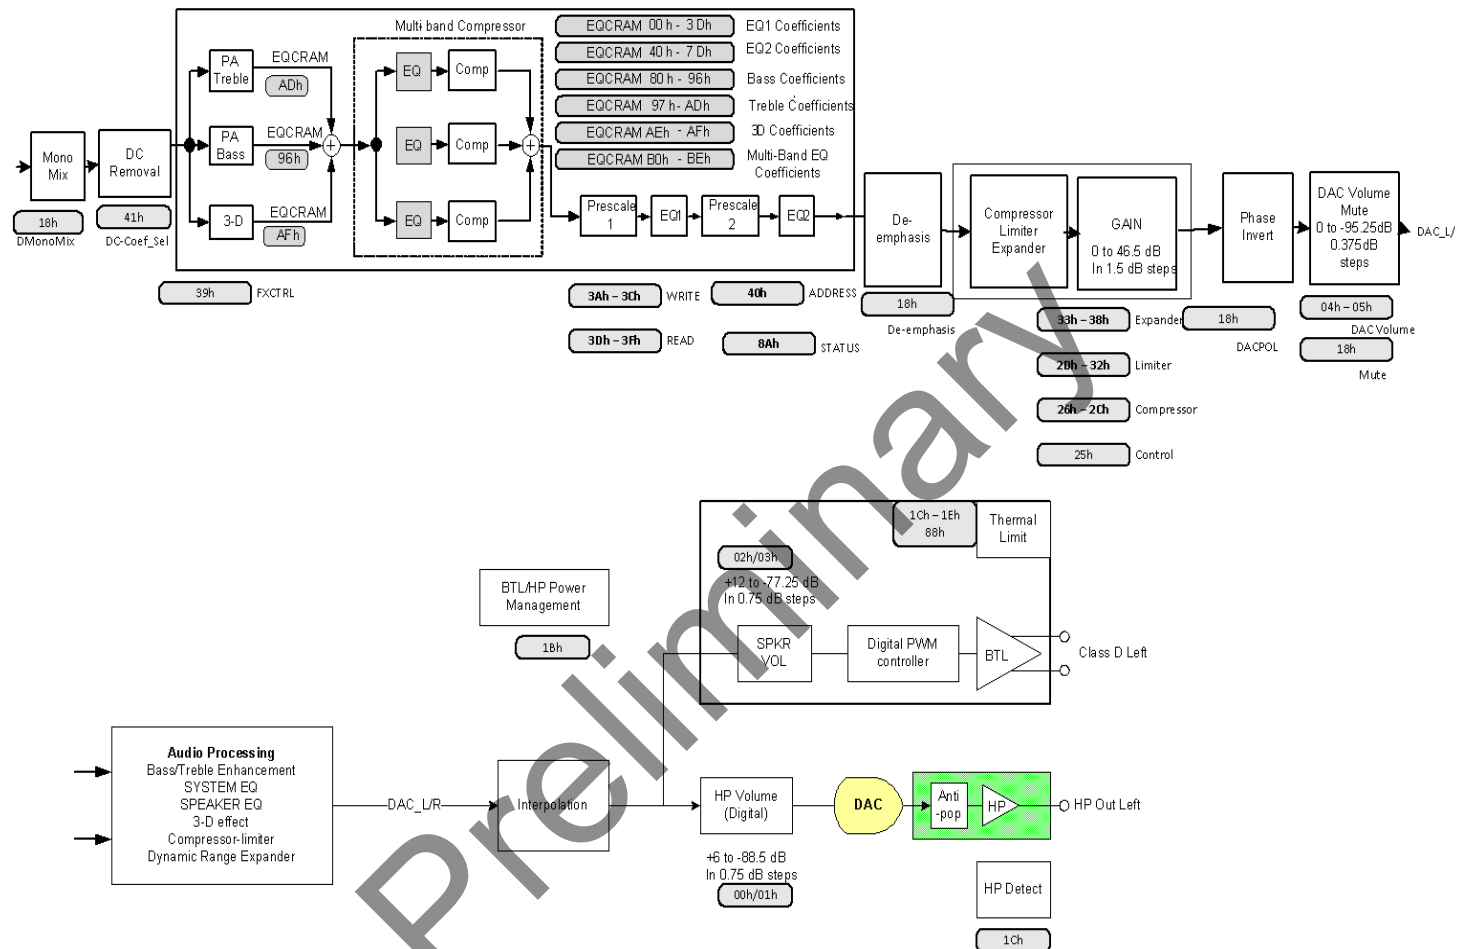 Multi-band Compressor
EQCRAM 00h - 3Dh
EQ1 Coefficients
EQCRAM 40h - 7Dh
EQ2 Coefficients
EQCRAM 80h - 96h
Bass Coefficients
EQCRAM 97h - ADh
Treble Coefficients
EQCRAM AEh - AFh
3D Coefficients
EQCRAM B0h - BEh
Multi-Band EQ
Coefficients
PA
Treble
EQCRAM
ADh
PA
Bass
EQCRAM
96h
3-D
EQCRAM
AFh
EQ
Comp
EQ
Comp
EQ
Comp
Mono
Mix
18h
DMonoMix
DC
Removal
41h
DC-Coef_Sel
Prescale
1
EQ1
Prescale
2
EQ2
De-
emphasis
Compressor
Limiter
Expander
GAIN
0 to 46.5 dB
In 1.5 dB steps
Phase
Invert
DAC Volume
Mute
0 to -95.25dB
0.375dB
steps
DAC_L/
39h
FXCTRL
3Ah – 3Ch
WRITE
40h
ADDRESS
3Dh – 3Fh
READ
8Ah
STATUS
18h
De-emphasis
33h – 38h
Expander
2Dh – 32h
Limiter
26h – 2Ch
Compressor
25h
Control
18h
DACPOL
04h – 05h
DAC Volume
18h
Mute
1Ch – 1Eh
88h
Thermal
Limit
02h/03h
+12 to -77.25 dB
In 0.75 dB steps
BTL/HP Power
Management
1Bh
SPKR
VOL
Digital PWM
controller
BTL
Class D Left
Audio Processing
Bass/Treble Enhancement
SYSTEM EQ
SPEAKER EQ
3-D effect
Compressor-limiter
Dynamic Range Expander
DAC_L/R
Interpolation
HP Volume
(Digital)
DAC
Anti
-pop
HP
HP Out Left
+6 to -88.5 dB
In 0.75 dB steps
00h/01h
HP Detect
1Ch
Preliminary